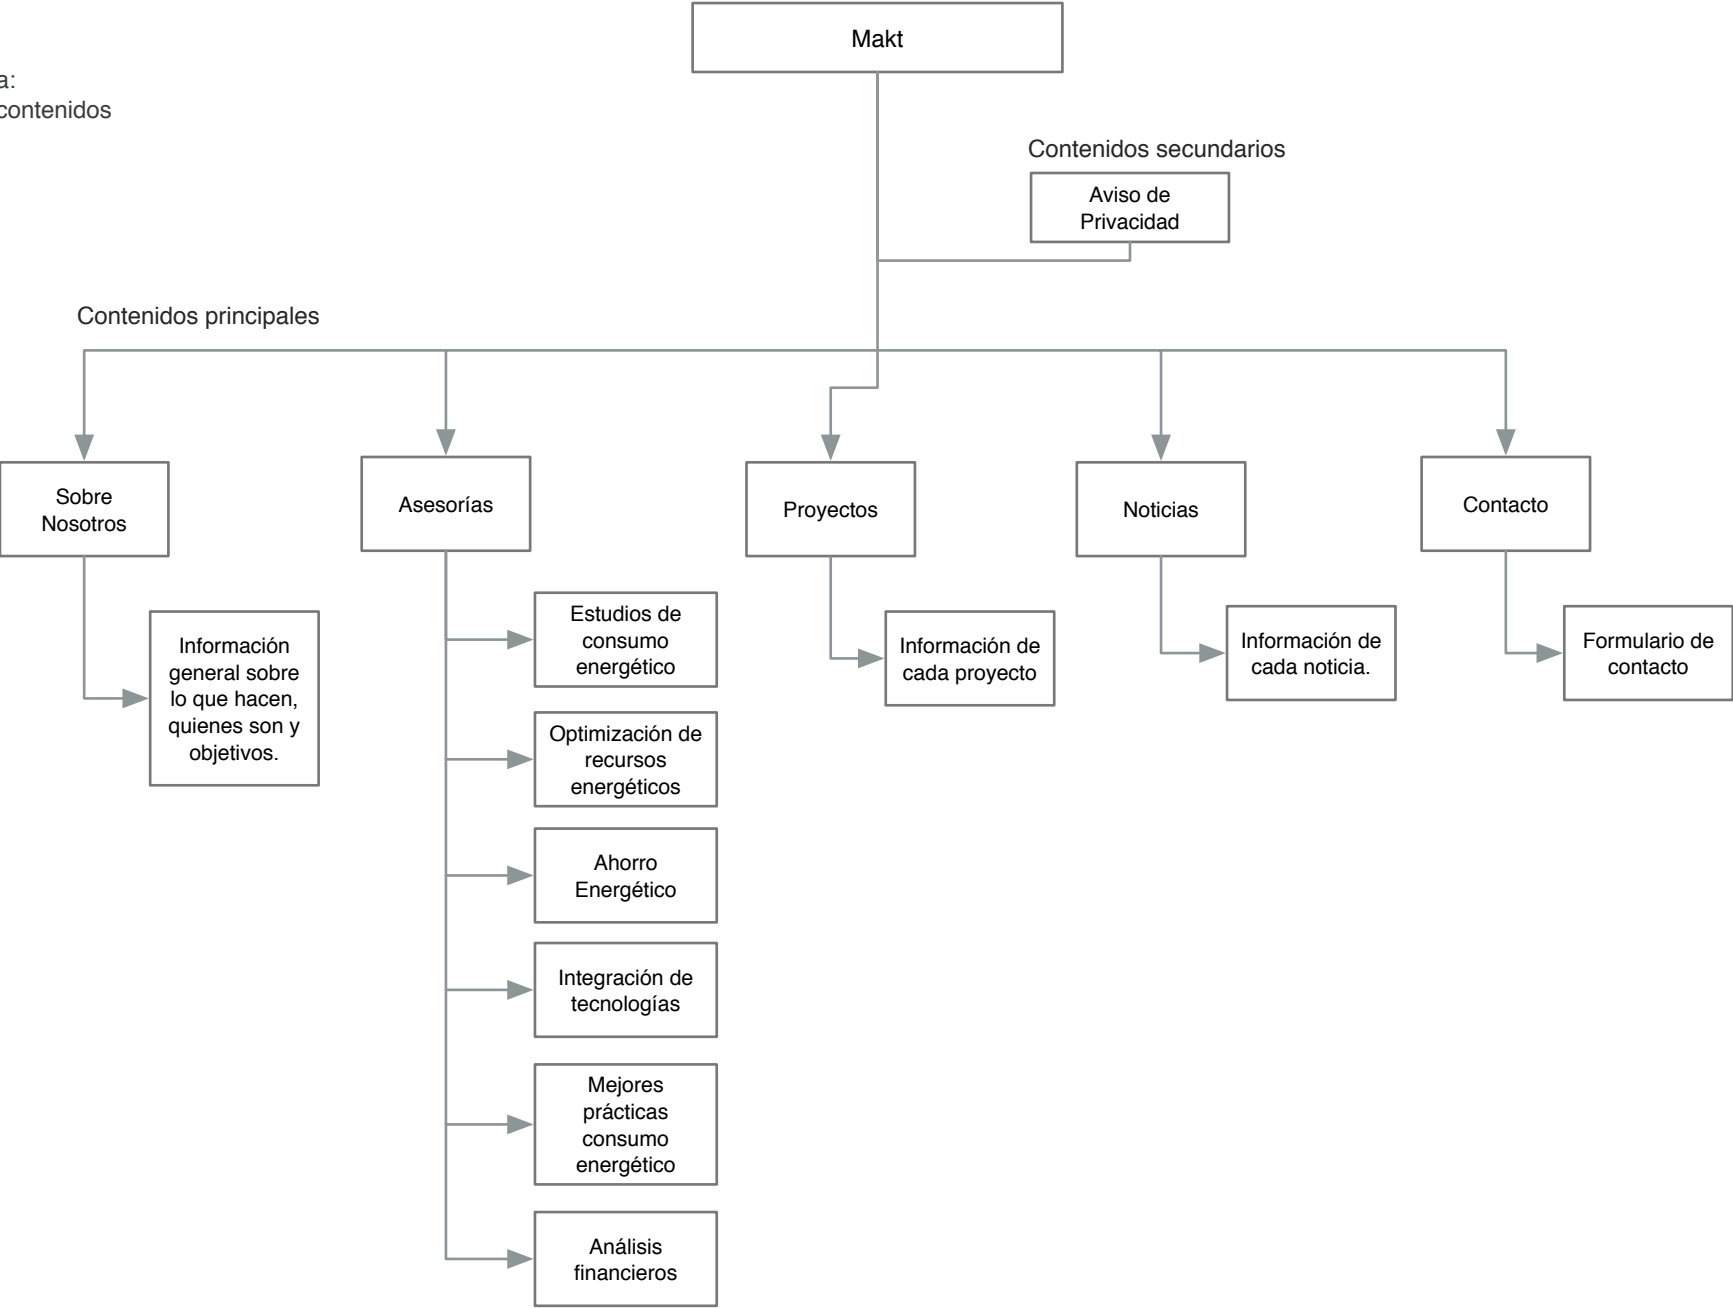 Makt
a:
contenidos
Contenidos secundarios
Aviso de
Privacidad
Contenidos principales
Sobre
Nosotros
Asesorías
Proyectos
Noticias
Contacto
Información
general sobre
lo que hacen,
quienes son y
objetivos.
Estudios de
consumo
energético
Optimización de
recursos
energéticos
Ahorro
Energético
Integración de
tecnologías
Mejores
prácticas
consumo
energético
Análisis
financieros
Información de
cada proyecto
Información de
cada noticia.
Formulario de
contacto